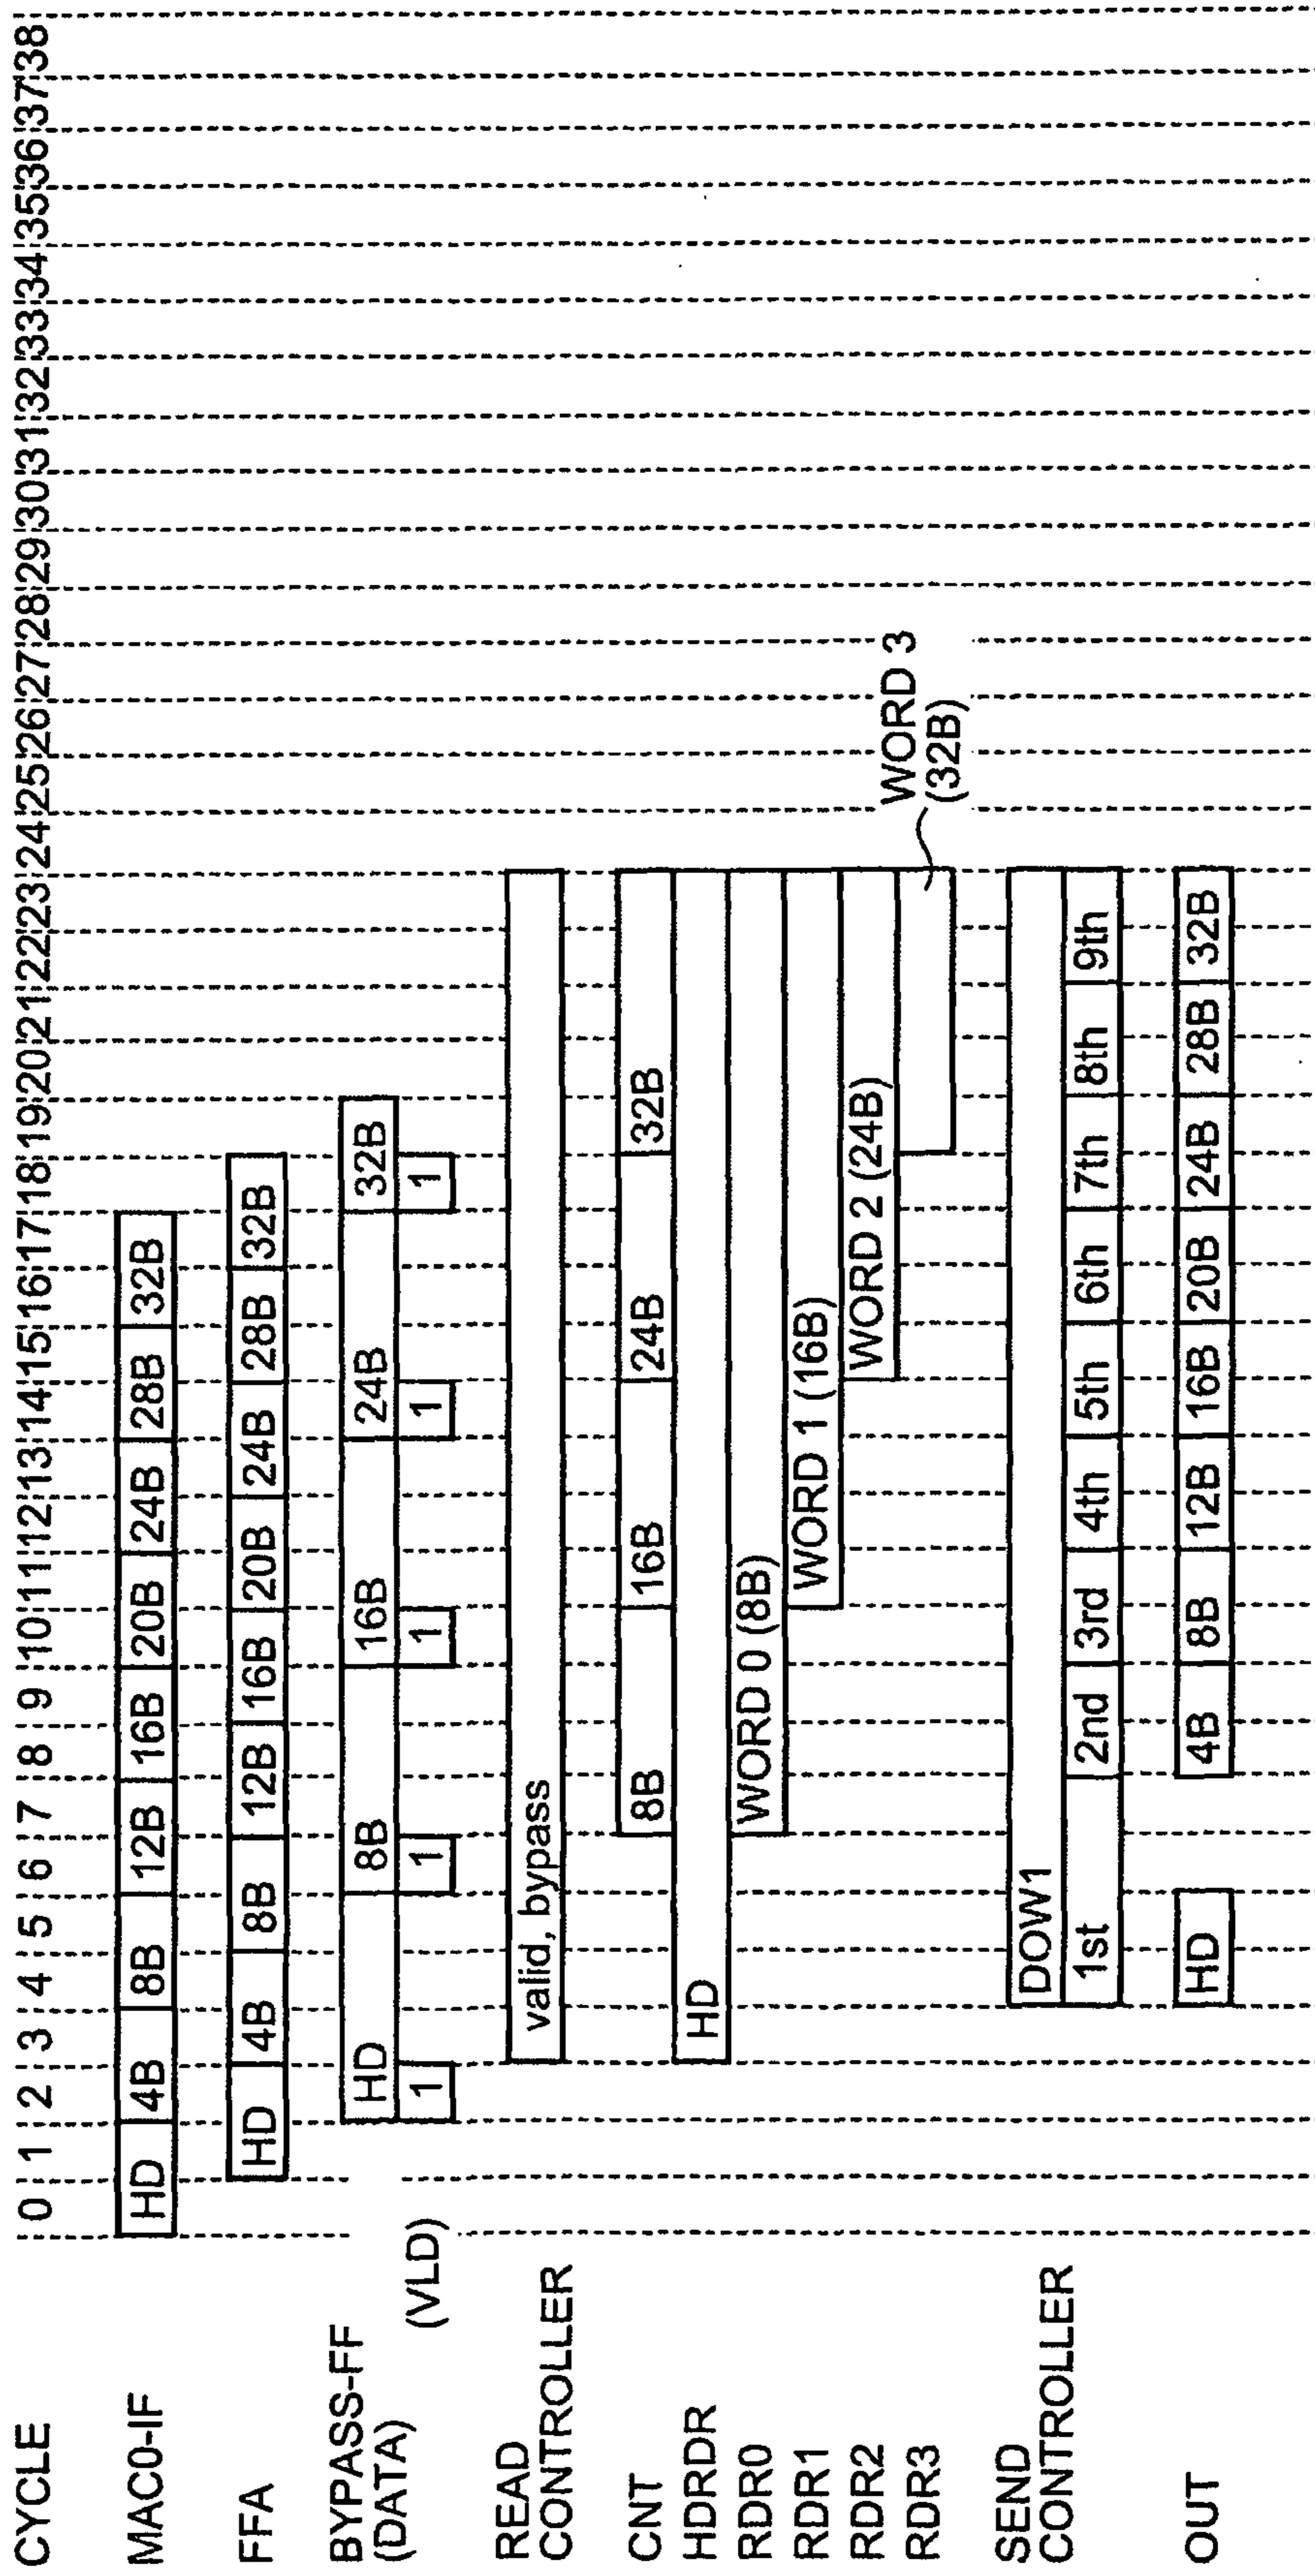 CYCLE 0 1 2 3 4 5 6 7 8 9 10 11 12 13 14 15 16 17 18 19 20 21 22 23 24 25 26 27 28 29 30 31 32 33 34 35 36 37 38
MAC0-IF HD 4B 8B 12B 16B 20B 24B 28B 32B
FFA HD 4B 8B 12B 16B 20B 24B 28B 32B
BYPASS-FF
(DATA) HD 8B 16B 24B 32B
(VLD) 1 1 1 1 1
READ
CONTROLLER valid, bypass
CNT 8B 16B 24B 32B
HDRDR HD
RDR0 WORD 0 (8B)
RDR1 WORD 1 (16B)
RDR2 WORD 2 (24B)
RDR3 WORD 3
(32B)
SEND
CONTROLLER DOW1
1st 2nd 3rd 4th 5th 6th 7th 8th 9th
OUT HD 4B 8B 12B 16B 20B 24B 28B 32B